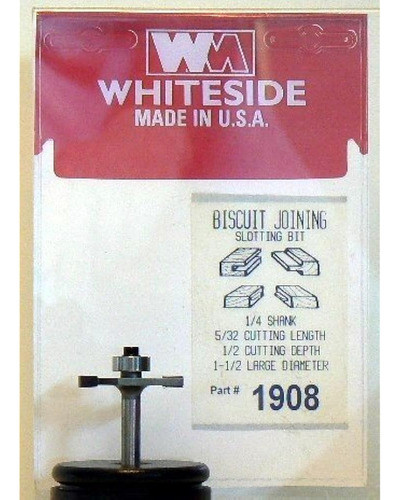 WM
WHITESIDE
MADE IN U.S.A.
BISCUIT JOINING
SLOTTING BIT
1/4 SHANK
5/32 CUTTING LENGTH
1/2 CUTTING DEPTH
1-1/2 LARGE DIAMETER
Part # 1908